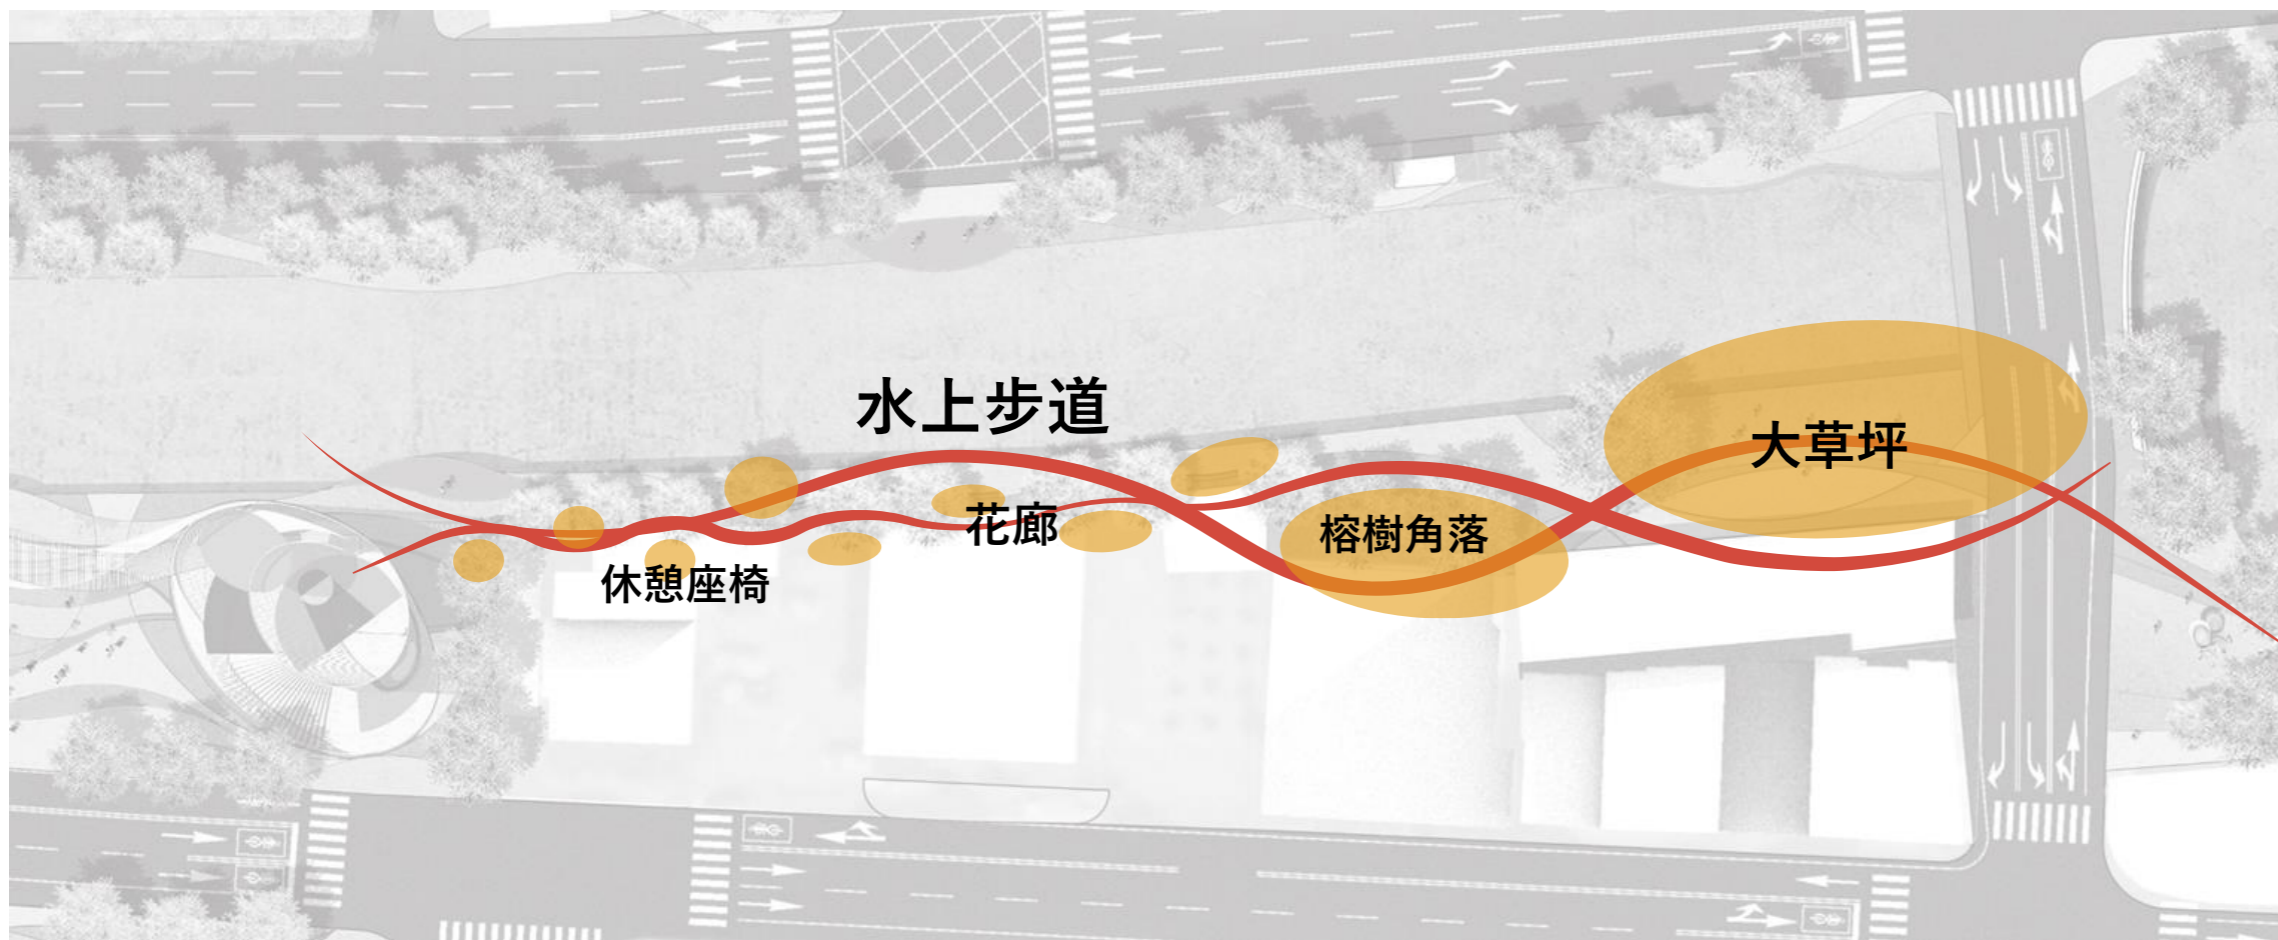 水上步道
大草坪
花廊
榕樹角落
休憩座椅